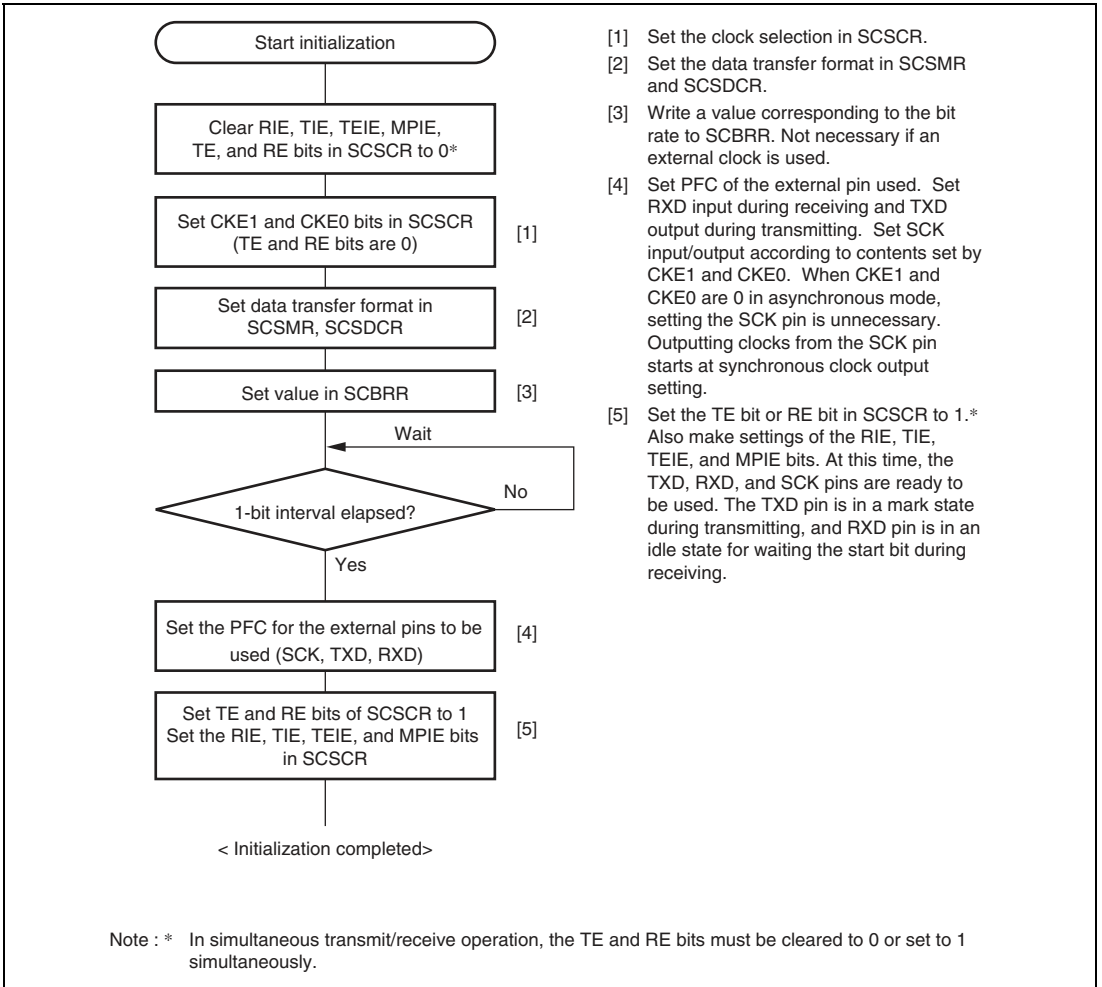 Start initialization
Clear RIE, TIE, TEIE, MPIE,
TE, and RE bits in SCSCR to 0*
Set CKE1 and CKE0 bits in SCSCR
(TE and RE bits are 0)
[1]
Set data transfer format in
SCSMR, SCSDCR
[2]
Set value in SCBRR
[3]
Wait
1-bit interval elapsed?
No
Yes
Set the PFC for the external pins to be
used (SCK, TXD, RXD)
[4]
Set TE and RE bits of SCSCR to 1
Set the RIE, TIE, TEIE, and MPIE bits
in SCSCR
[5]
< Initialization completed>
[1] Set the clock selection in SCSCR.
[2] Set the data transfer format in SCSMR
and SCSDCR.
[3] Write a value corresponding to the bit
rate to SCBRR. Not necessary if an
external clock is used.
[4] Set PFC of the external pin used. Set
RXD input during receiving and TXD
output during transmitting. Set SCK
input/output according to contents set by
CKE1 and CKE0. When CKE1 and
CKE0 are 0 in asynchronous mode,
setting the SCK pin is unnecessary.
Outputting clocks from the SCK pin
starts at synchronous clock output
setting.
[5] Set the TE bit or RE bit in SCSCR to 1.*
Also make settings of the RIE, TIE,
TEIE, and MPIE bits. At this time, the
TXD, RXD, and SCK pins are ready to
be used. The TXD pin is in a mark state
during transmitting, and RXD pin is in an
idle state for waiting the start bit during
receiving.
Note : * In simultaneous transmit/receive operation, the TE and RE bits must be cleared to 0 or set to 1
simultaneously.